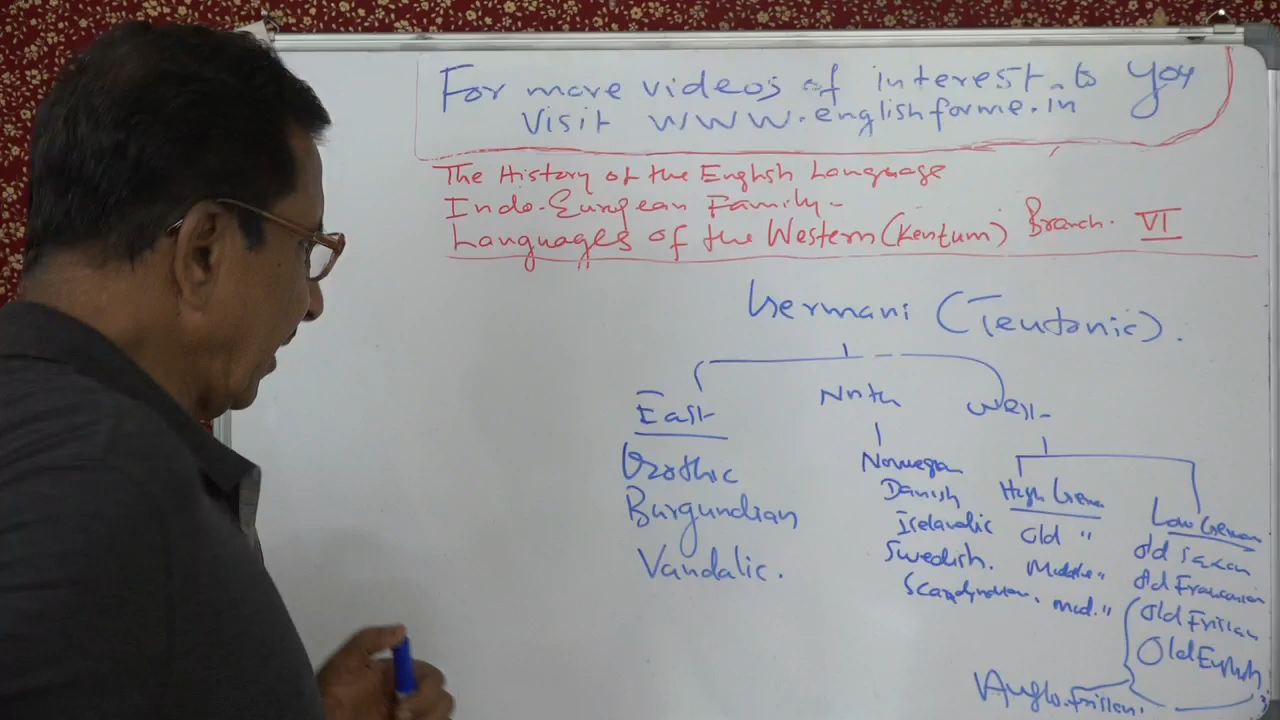 For more videos of interest to you
Visit www.englishforme.in
The History of the English Language
Indo-European Family-
Languages of the Western (Kentum) Branch. VI
Germani (Teutonic).
East
North
West
Gothic
Burgundian
Vandalic.
Norwegian
Danish
Icelandic
Swedish.
Scandynavian.
High German
Old "
Middle "
Mod. "
Low German
Old Saxon
Old Franconian
Old Frisian
Old English
Anglo-Frisian.